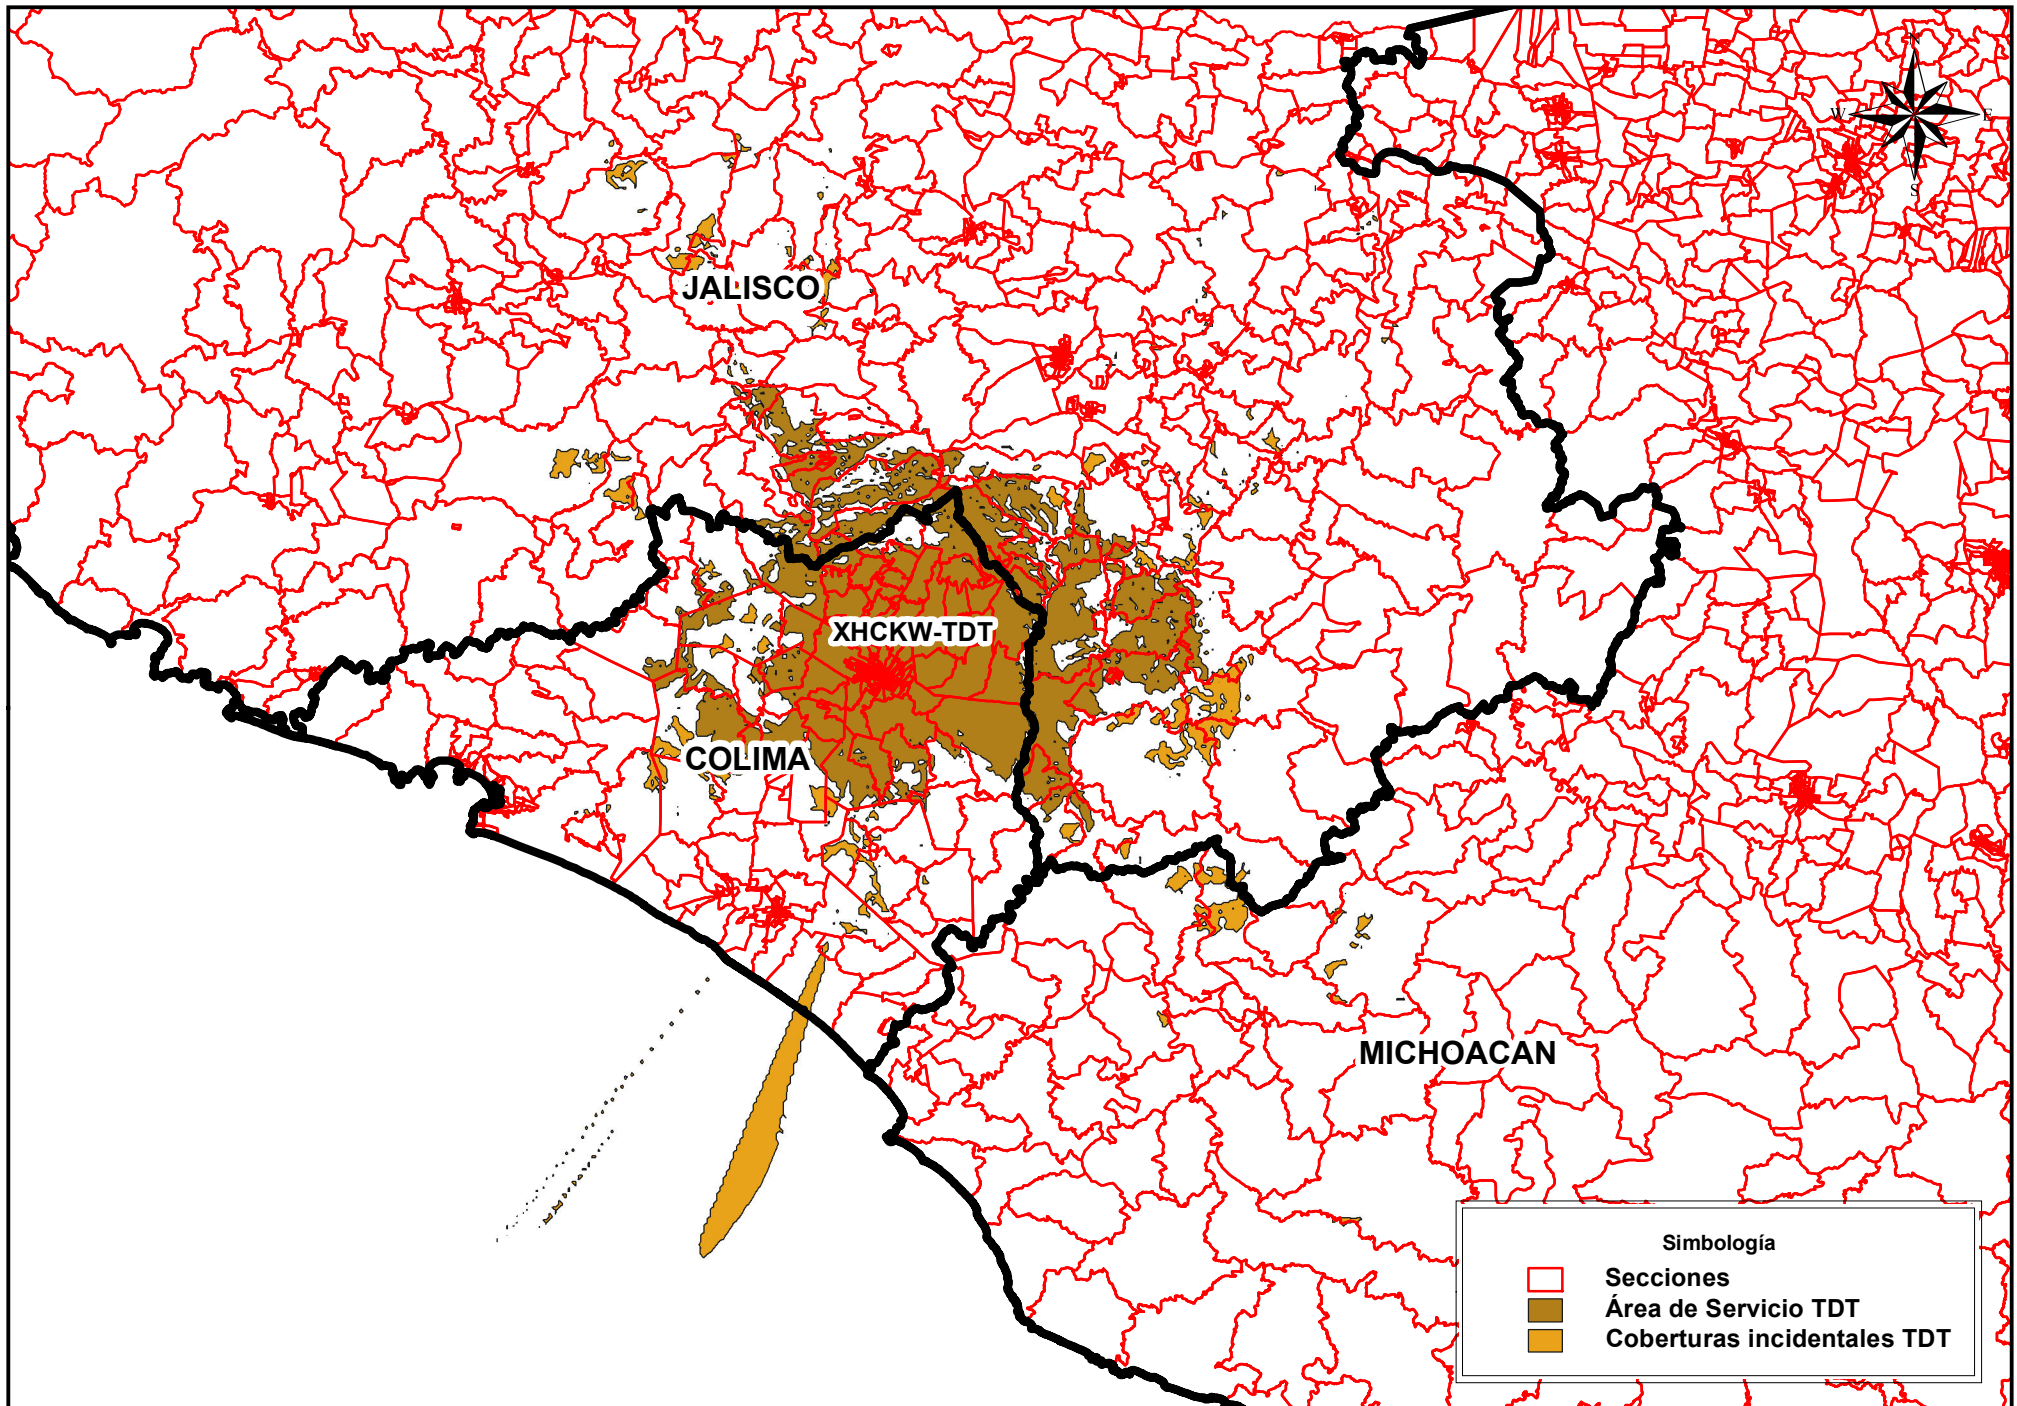 N
W
E
S
JALISCO
XHCKW-TDT
COLIMA
MICHOACAN
Simbología
Secciones
Área de Servicio TDT
Coberturas incidentales TDT